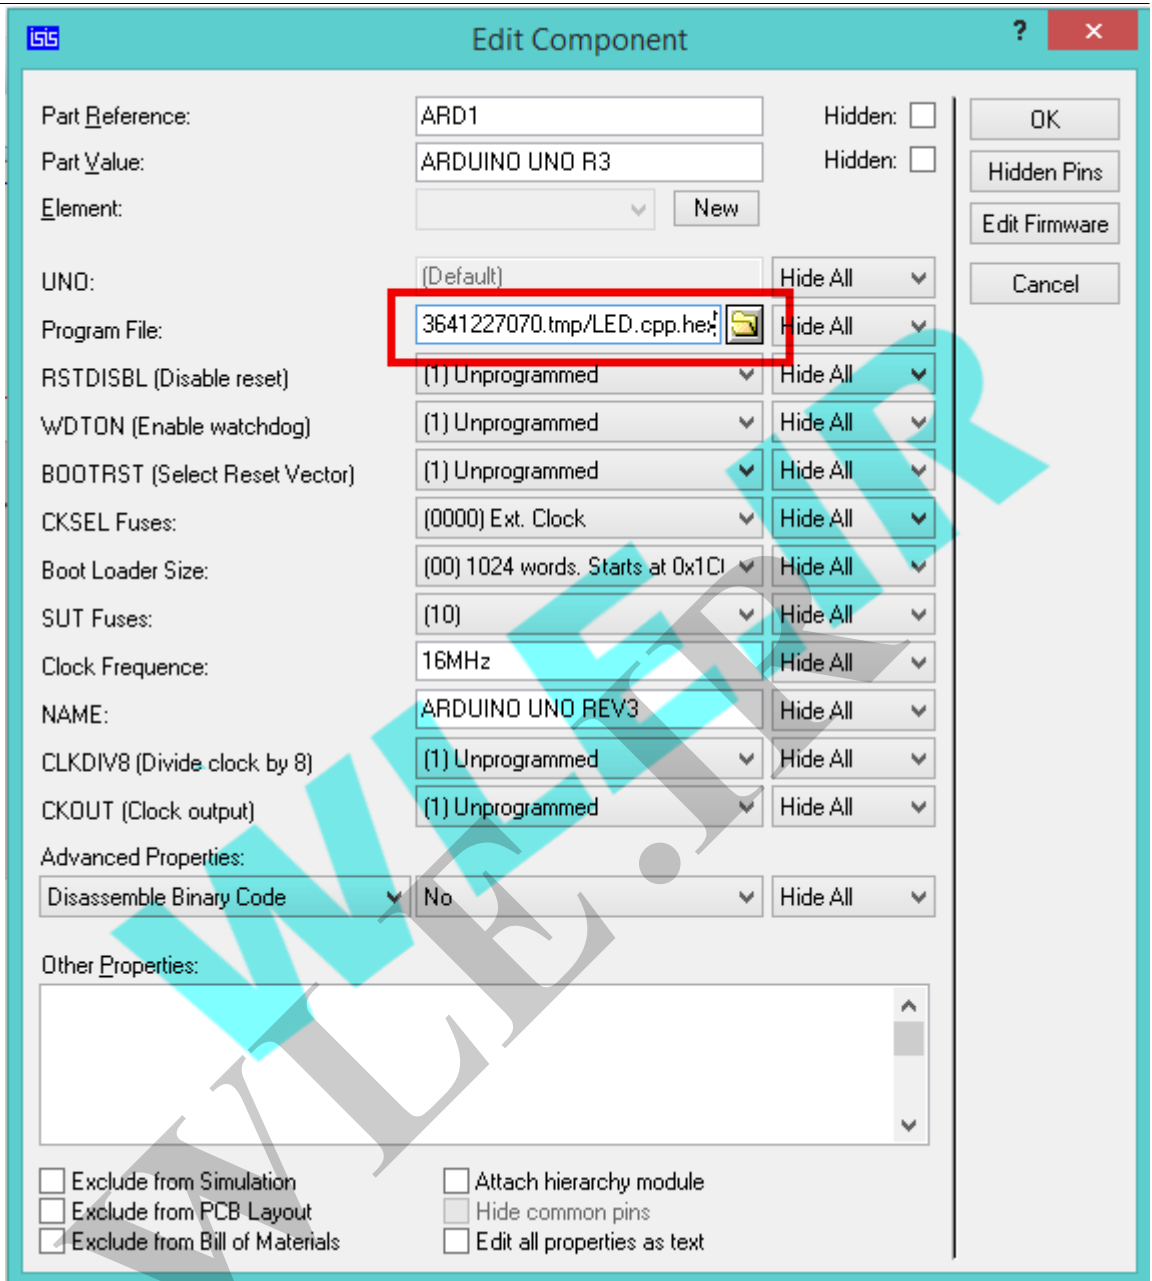 isis Edit Component ? ×
Part Reference: ARD1 Hidden: OK
Part Value: ARDUINO UNO R3 Hidden: Hidden Pins
Element: New Edit Firmware
UNO: (Default) Hide All Cancel
Program File: 3641227070.tmp/LED.cpp.hex Hide All
RSTDISBL (Disable reset) (1) Unprogrammed Hide All
WDTON (Enable watchdog) (1) Unprogrammed Hide All
BOOTRST (Select Reset Vector) (1) Unprogrammed Hide All
CKSEL Fuses: (0000) Ext. Clock Hide All
Boot Loader Size: (00) 1024 words. Starts at 0x1C Hide All
SUT Fuses: (10) Hide All
Clock Frequence: 16MHz Hide All
NAME: ARDUINO UNO REV3 Hide All
CLKDIV8 (Divide clock by 8) (1) Unprogrammed Hide All
CKOUT (Clock output) (1) Unprogrammed Hide All
Advanced Properties:
Disassemble Binary Code No Hide All
Other Properties:
Exclude from Simulation Attach hierarchy module
Exclude from PCB Layout Hide common pins
Exclude from Bill of Materials Edit all properties as text
WLE.IR
WLE.IR